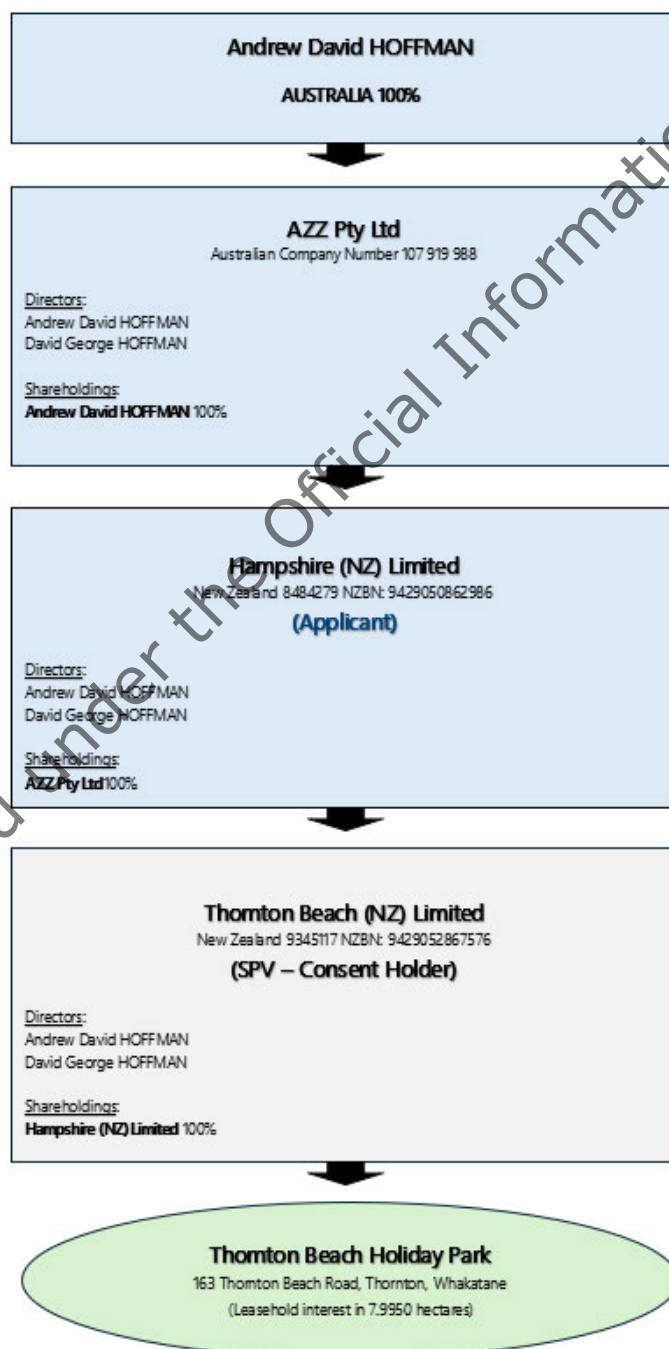 Andrew David HOFFMAN
AUSTRALIA 100%
AZZ Pty Ltd
Australian Company Number 107 919 988
Directors:
Andrew David HOFFMAN
David George HOFFMAN
Shareholdings:
Andrew David HOFFMAN 100%
Hampshire (NZ) Limited
New Zealand 8484279 NZBN: 9429050862986
(Applicant)
Directors:
Andrew David HOFFMAN
David George HOFFMAN
Shareholdings:
AZZ Pty Ltd 100%
Thornton Beach (NZ) Limited
New Zealand 9345117 NZBN: 9429052867576
(SPV – Consent Holder)
Directors:
Andrew David HOFFMAN
David George HOFFMAN
Shareholdings:
Hampshire (NZ) Limited 100%
Thornton Beach Holiday Park
163 Thornton Beach Road, Thornton, Whakatane
(Leasehold interest in 7.9950 hectares)
under the Official